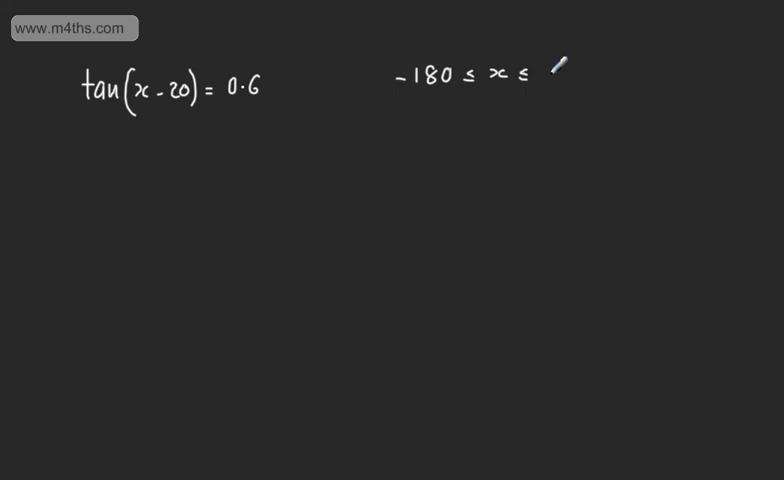 www.m4ths.com
tan(x - 20) = 0.6
-180 ≤ x ≤